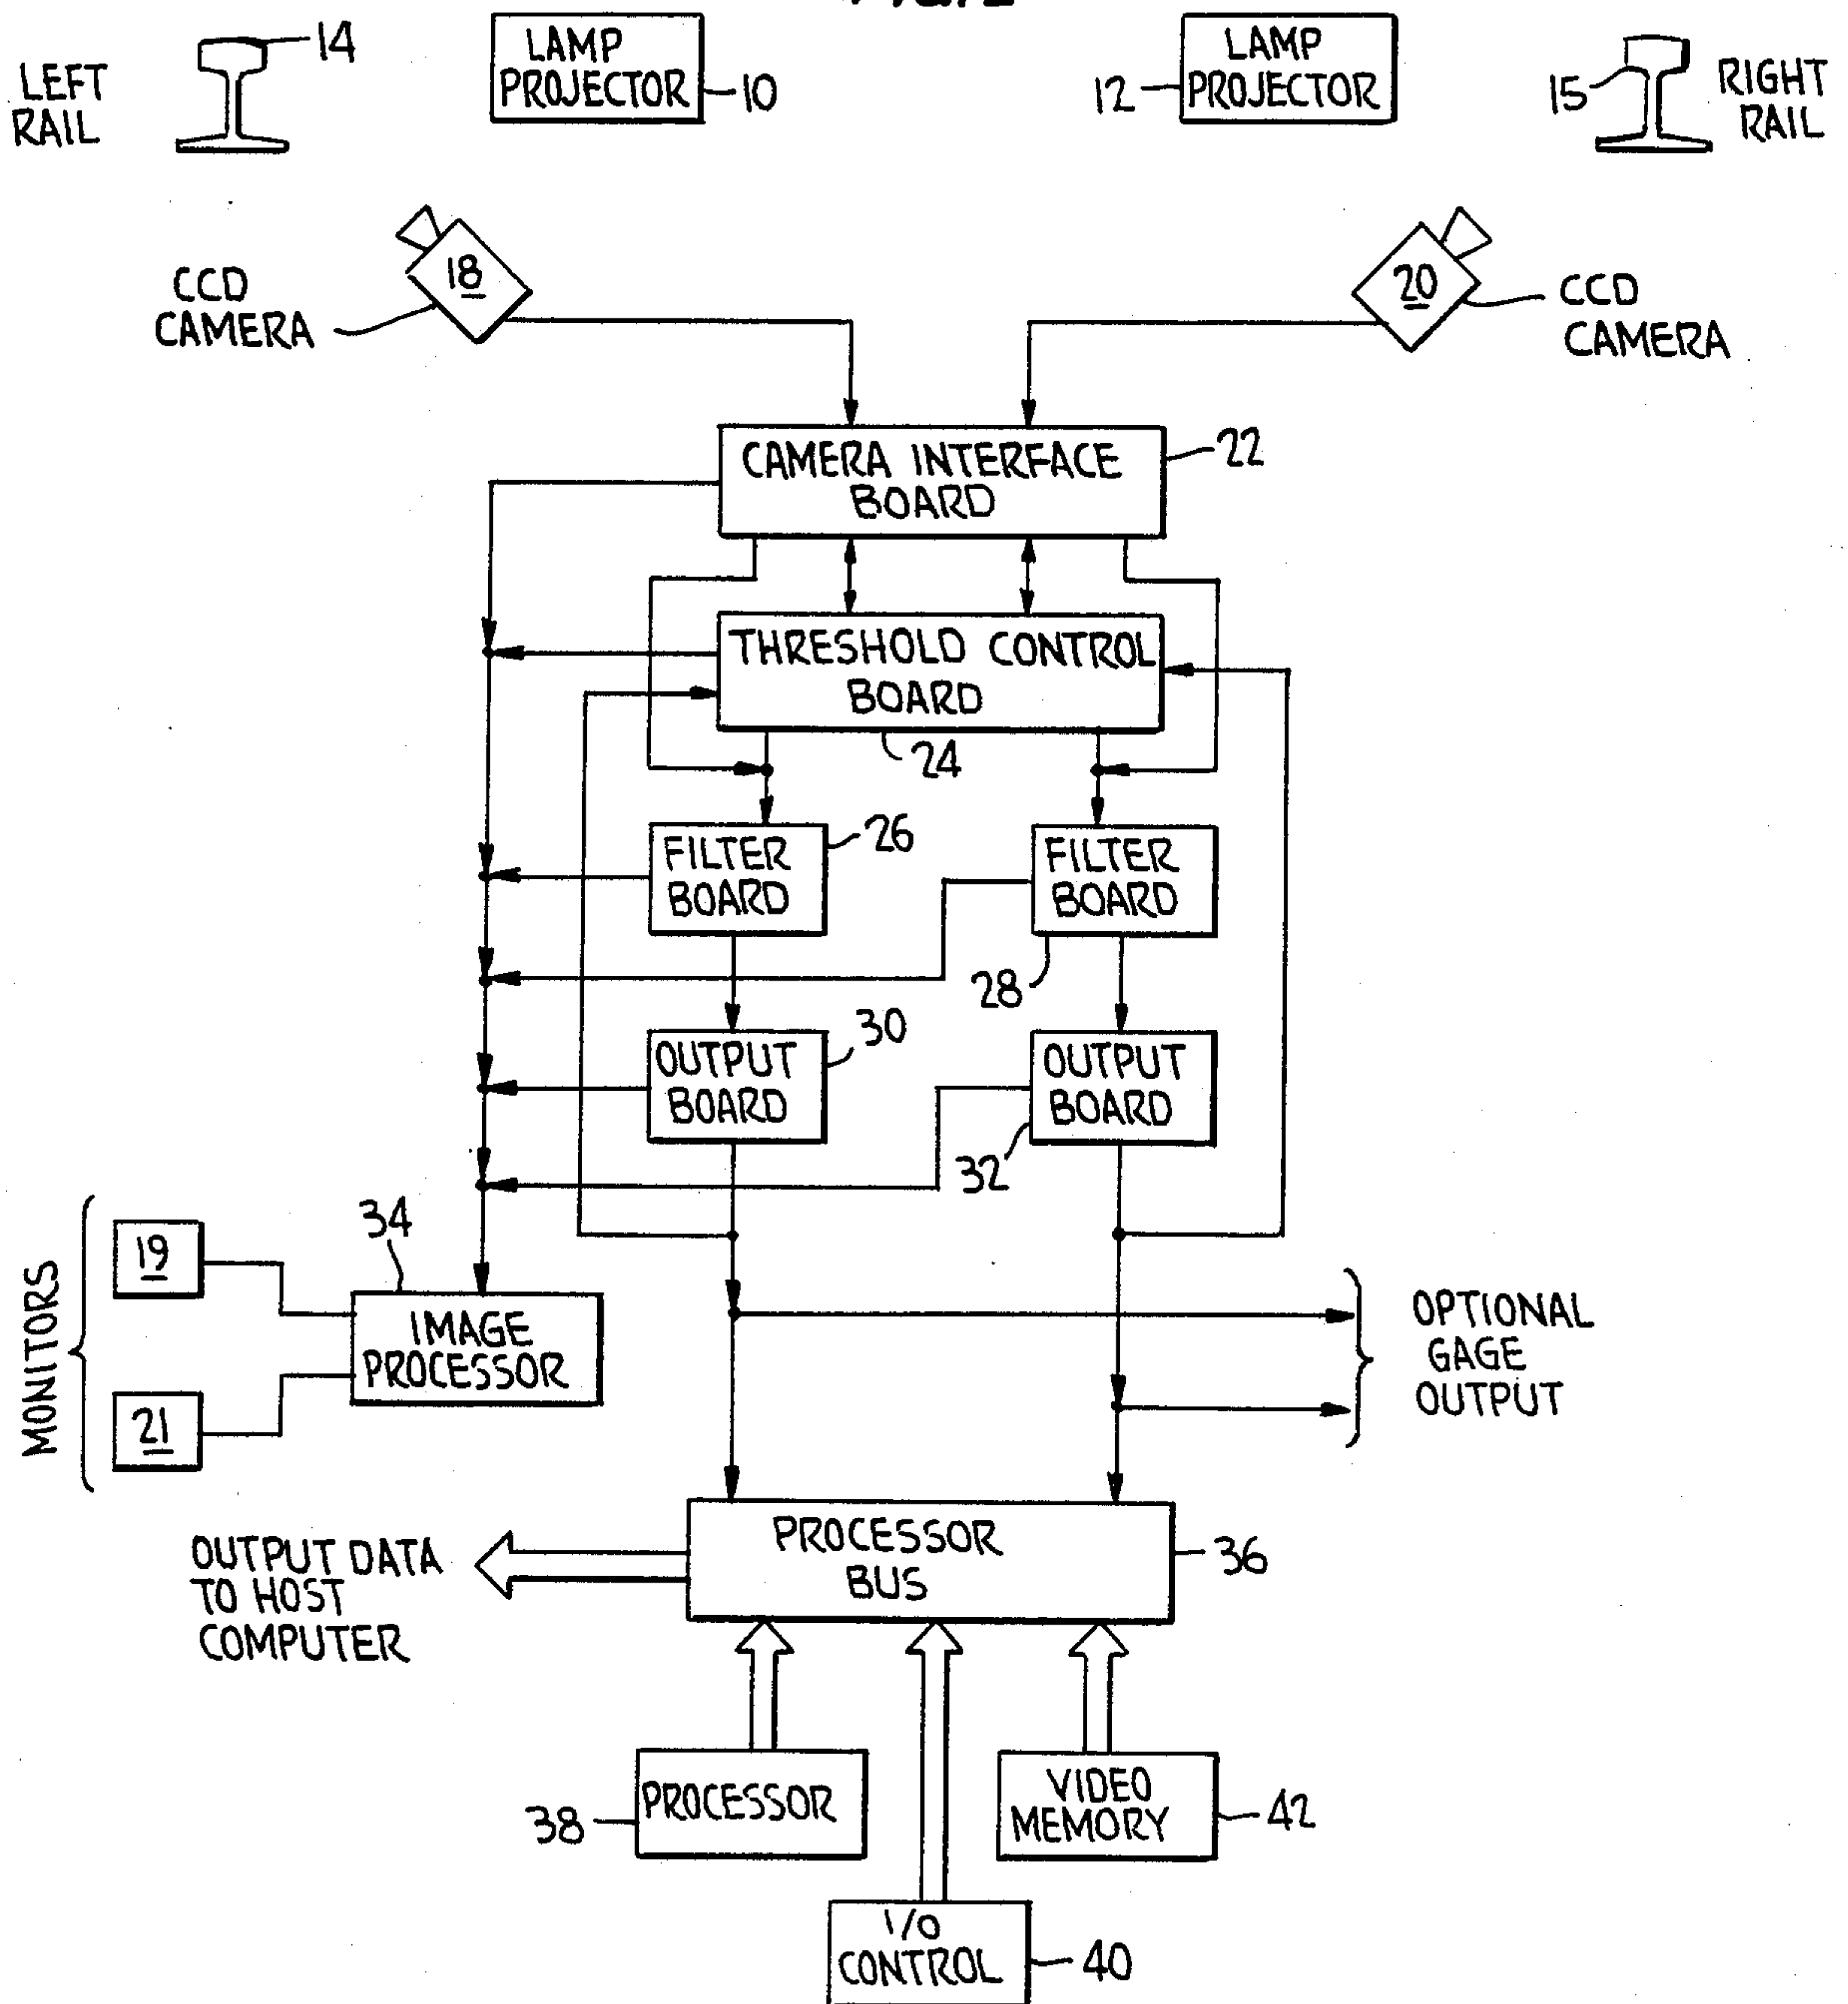 LEFT
RAIL
14
LAMP
PROJECTOR
10
12
LAMP
PROJECTOR
15
RIGHT
RAIL
CCD
CAMERA
18
20
CCD
CAMERA
CAMERA INTERFACE
BOARD
22
THRESHOLD CONTROL
BOARD
24
FILTER
BOARD
26
FILTER
BOARD
28
OUTPUT
BOARD
30
OUTPUT
BOARD
32
MONITORS
19
21
34
IMAGE
PROCESSOR
OPTIONAL
GAGE
OUTPUT
OUTPUT DATA
TO HOST
COMPUTER
PROCESSOR
BUS
36
38
PROCESSOR
VIDEO
MEMORY
42
I/O
CONTROL
40